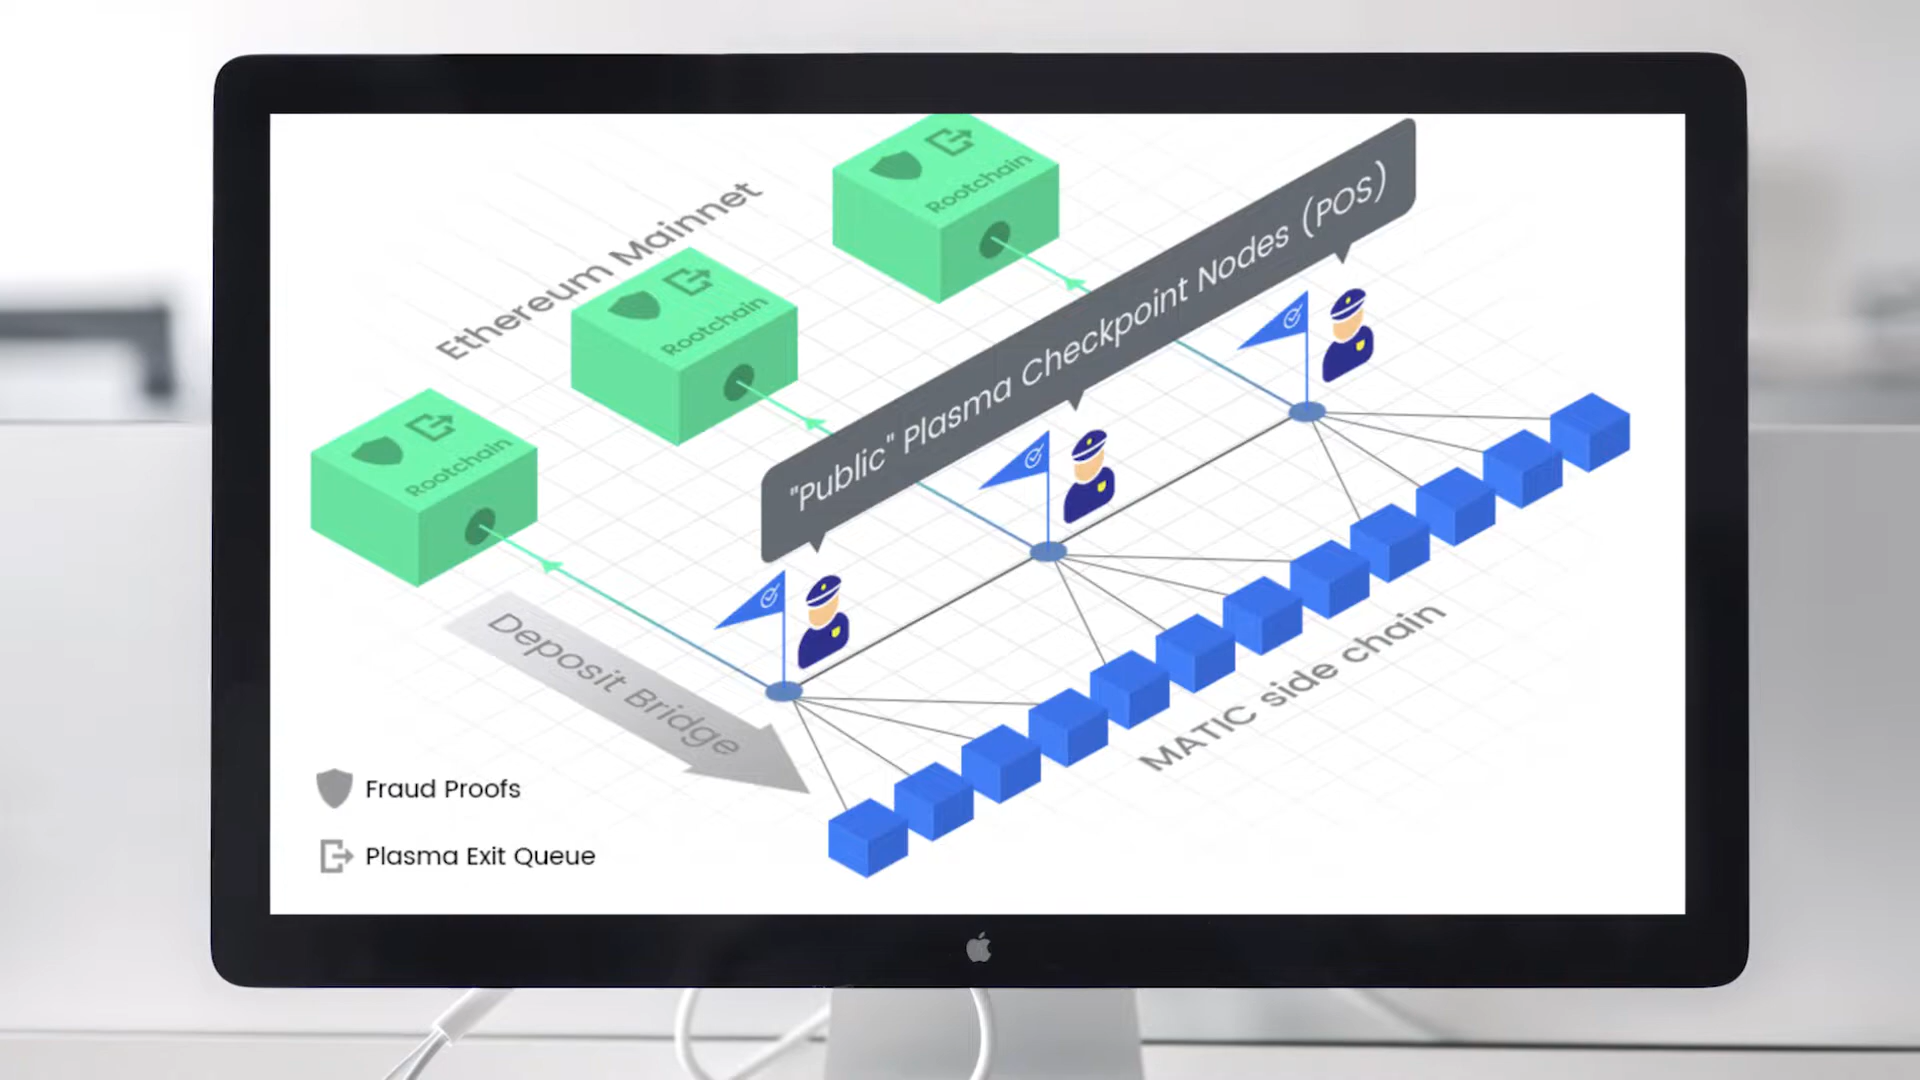 Rootchain
Ethereum Mainnet
Rootchain
Rootchain
"Public" Plasma Checkpoint Nodes (POS)
Deposit Bridge
MATIC side chain
Fraud Proofs
Plasma Exit Queue